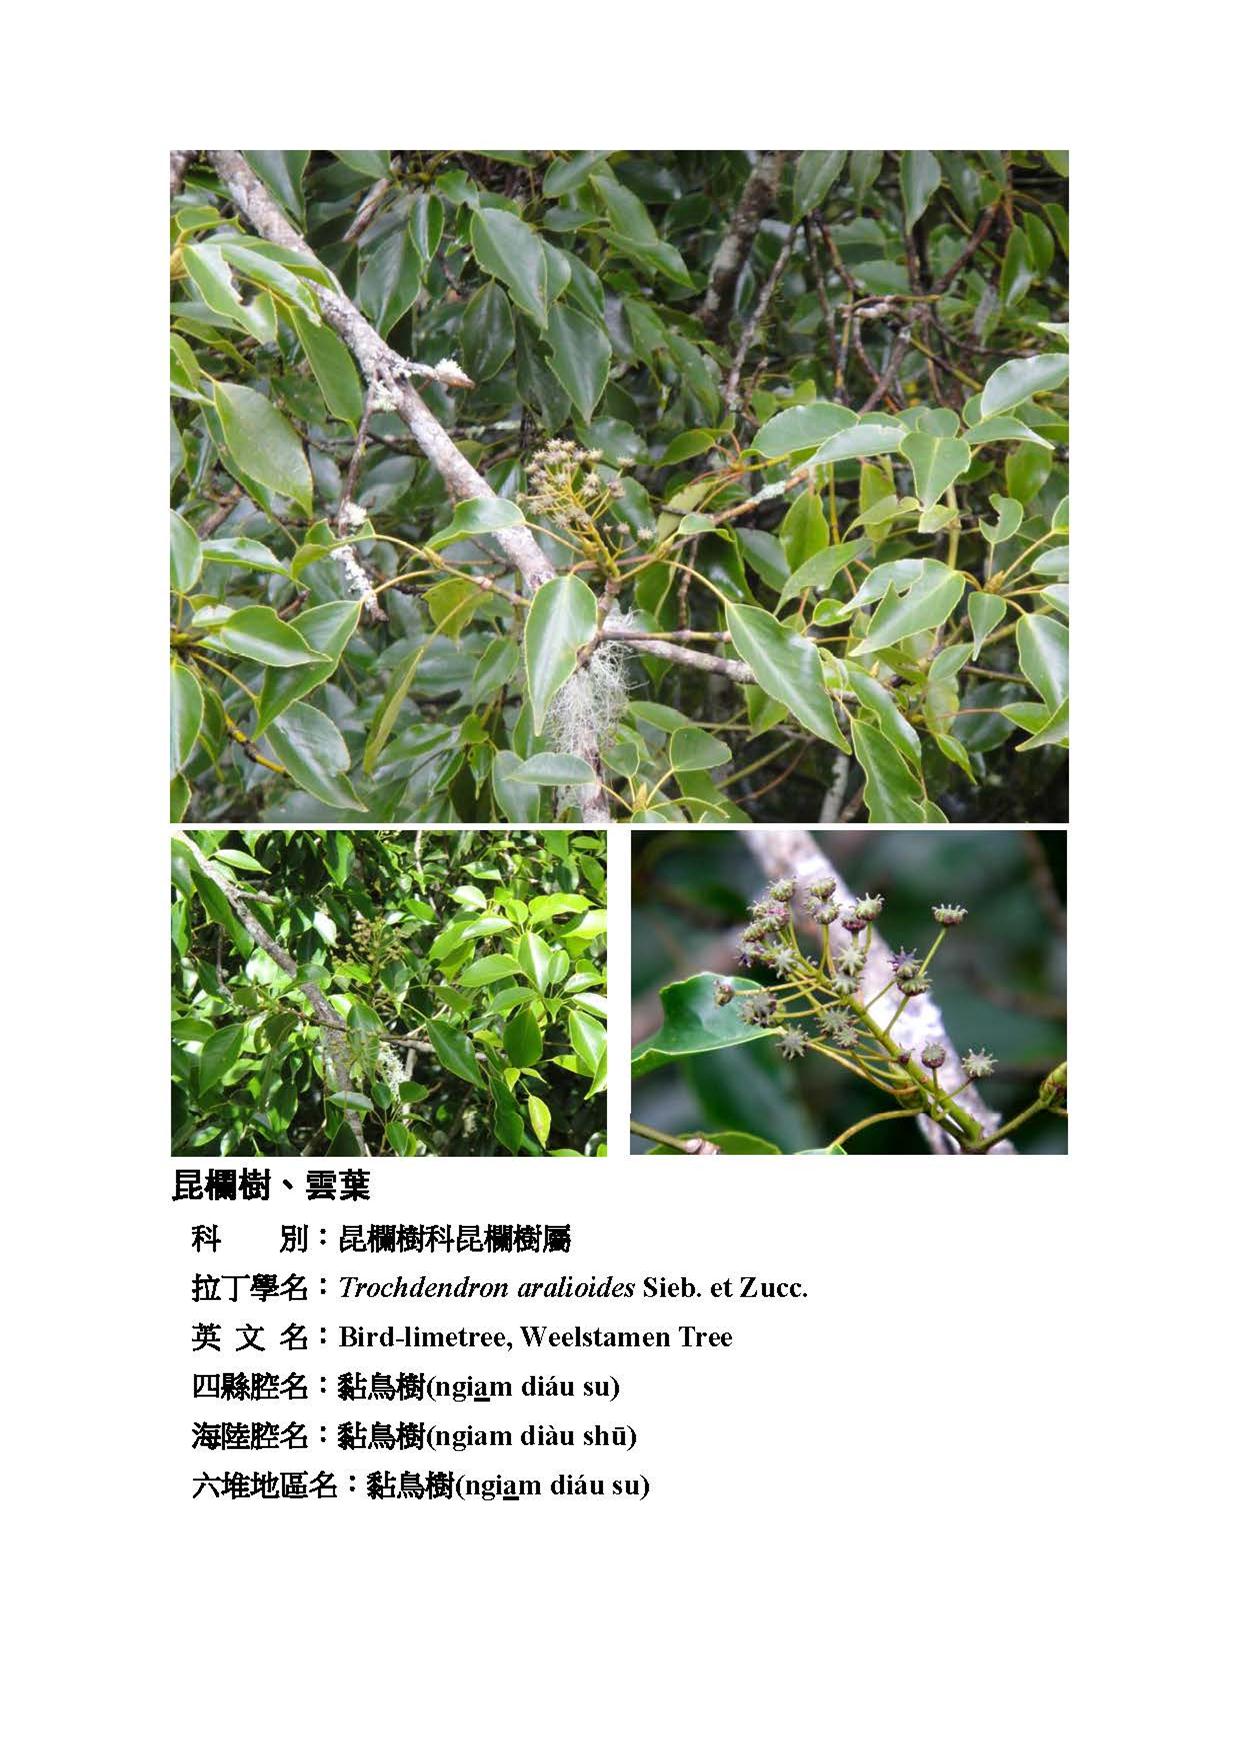 昆欄樹、雲葉
科　　別：昆欄樹科昆欄樹屬
拉丁學名：Trochdendron aralioides Sieb. et Zucc.
英 文 名：Bird-limetree, Weelstamen Tree
四縣腔名：黏鳥樹(ngiam diáu su)
海陸腔名：黏鳥樹(ngiam diàu shū)
六堆地區名：黏鳥樹(ngiam diáu su)